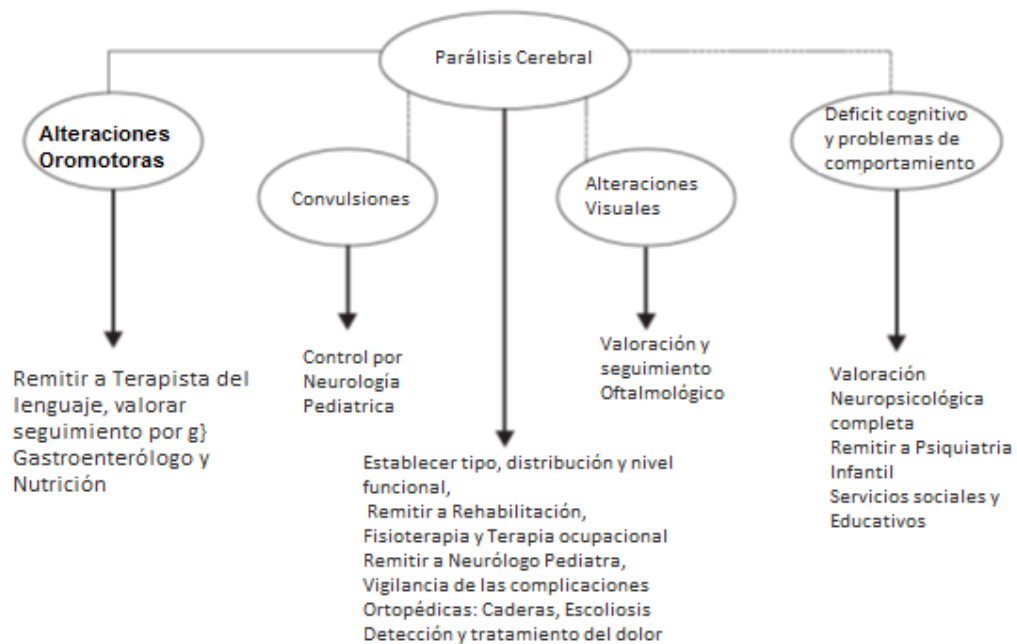 Parálisis Cerebral
Alteraciones
Oromotoras
Convulsiones
Alteraciones
Visuales
Deficit cognitivo
y problemas de
comportamiento
Remitir a Terapista del
lenguaje, valorar
seguimiento por g}
Gastroenterólogo y
Nutrición
Control por
Neurología
Pediatrica
Establecer tipo, distribución y nivel
funcional,
Remitir a Rehabilitación,
Fisioterapia y Terapia ocupacional
Remitir a Neurólogo Pediatra,
Vigilancia de las complicaciones
Ortopédicas: Caderas, Escoliosis
Detección y tratamiento del dolor
Valoración y
seguimiento
Oftalmológico
Valoración
Neuropsicológica
completa
Remitir a Psiquiatria
Infantil
Servicios sociales y
Educativos